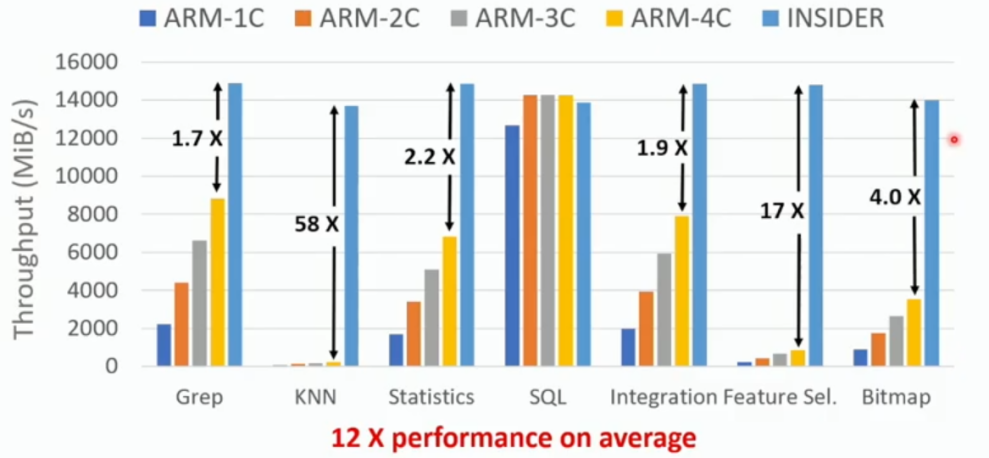 ARM-1C ARM-2C ARM-3C ARM-4C INSIDER
Throughput (MiB/s)
16000
14000
12000
10000
8000
6000
4000
2000
0
1.7 X
58 X
2.2 X
1.9 X
17 X
4.0 X
Grep KNN Statistics SQL Integration Feature Sel. Bitmap
12 X performance on average